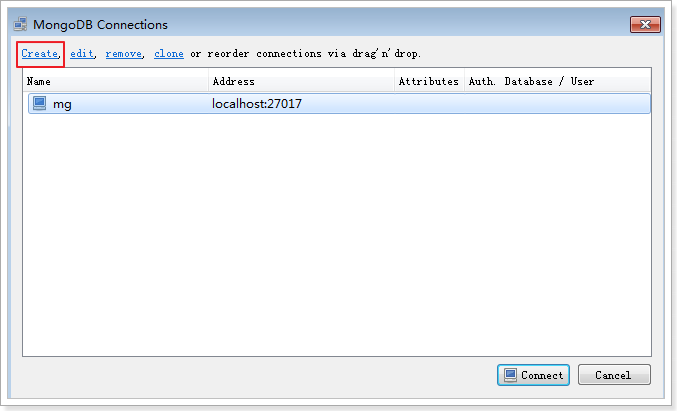 MongoDB Connections
Create, edit, remove, clone or reorder connections via drag'n'drop.
Name Address Attributes Auth. Database / User
mg localhost:27017
Connect Cancel